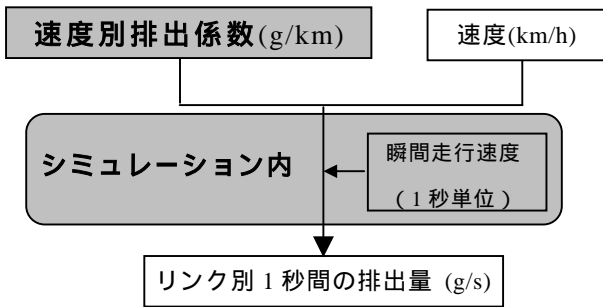 速度別排出係数(g/km)
速度(km/h)
シミュレーション内
瞬間走行速度
(1秒単位)
リンク別1秒間の排出量 (g/s)